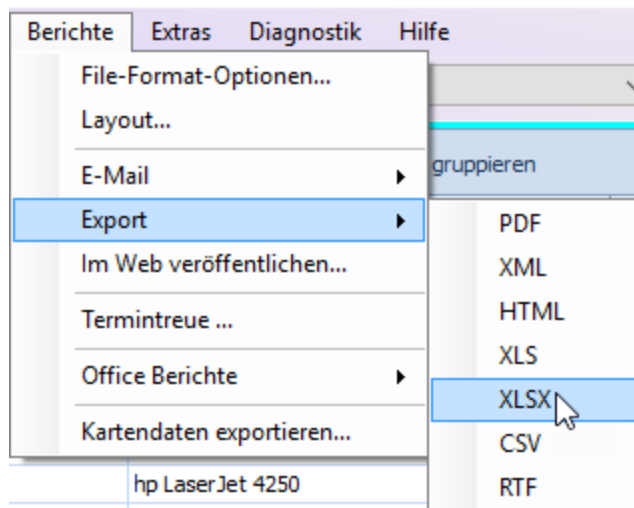 Berichte Extras Diagnostik Hilfe
File-Format-Optionen...
Layout...
E-Mail
gruppieren
Export
Im Web veröffentlichen...
Termintreue ...
Office Berichte
Kartendaten exportieren...
PDF
XML
HTML
XLS
XLSX
CSV
RTF
hp LaserJet 4250